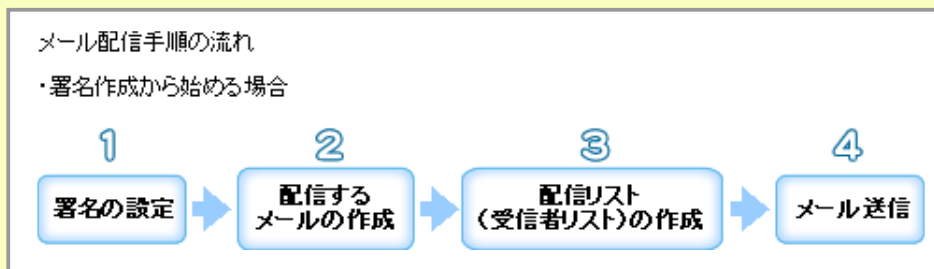 メール配信手順の流れ
・署名作成から始める場合
1
2
3
4
署名の設定
配信する
メールの作成
配信リスト
(受信者リスト)の作成
メール送信